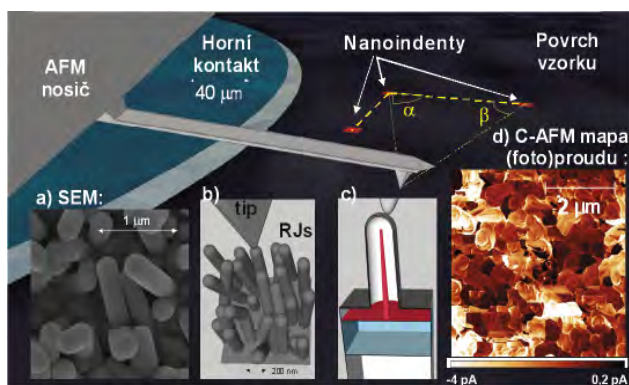 AFM
nosič
Horní
kontakt
40 µm
Nanoindenty
Povrch
vzorku
α
β
d) C-AFM mapa
(foto)proudu :
a) SEM:
1 µm
b)
tip
RJs
200 nm
c)
2 µm
-4 pA
0,2 pA